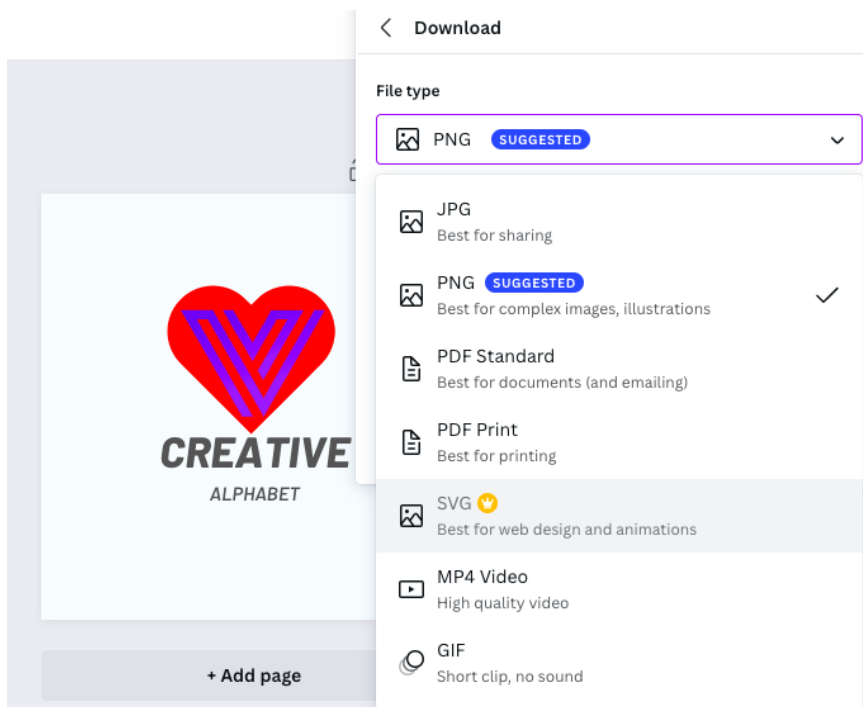 Download
File type
PNG SUGGESTED
JPG
Best for sharing
PNG SUGGESTED
Best for complex images, illustrations
PDF Standard
Best for documents (and emailing)
PDF Print
Best for printing
SVG
Best for web design and animations
MP4 Video
High quality video
GIF
Short clip, no sound
CREATIVE
ALPHABET
+ Add page